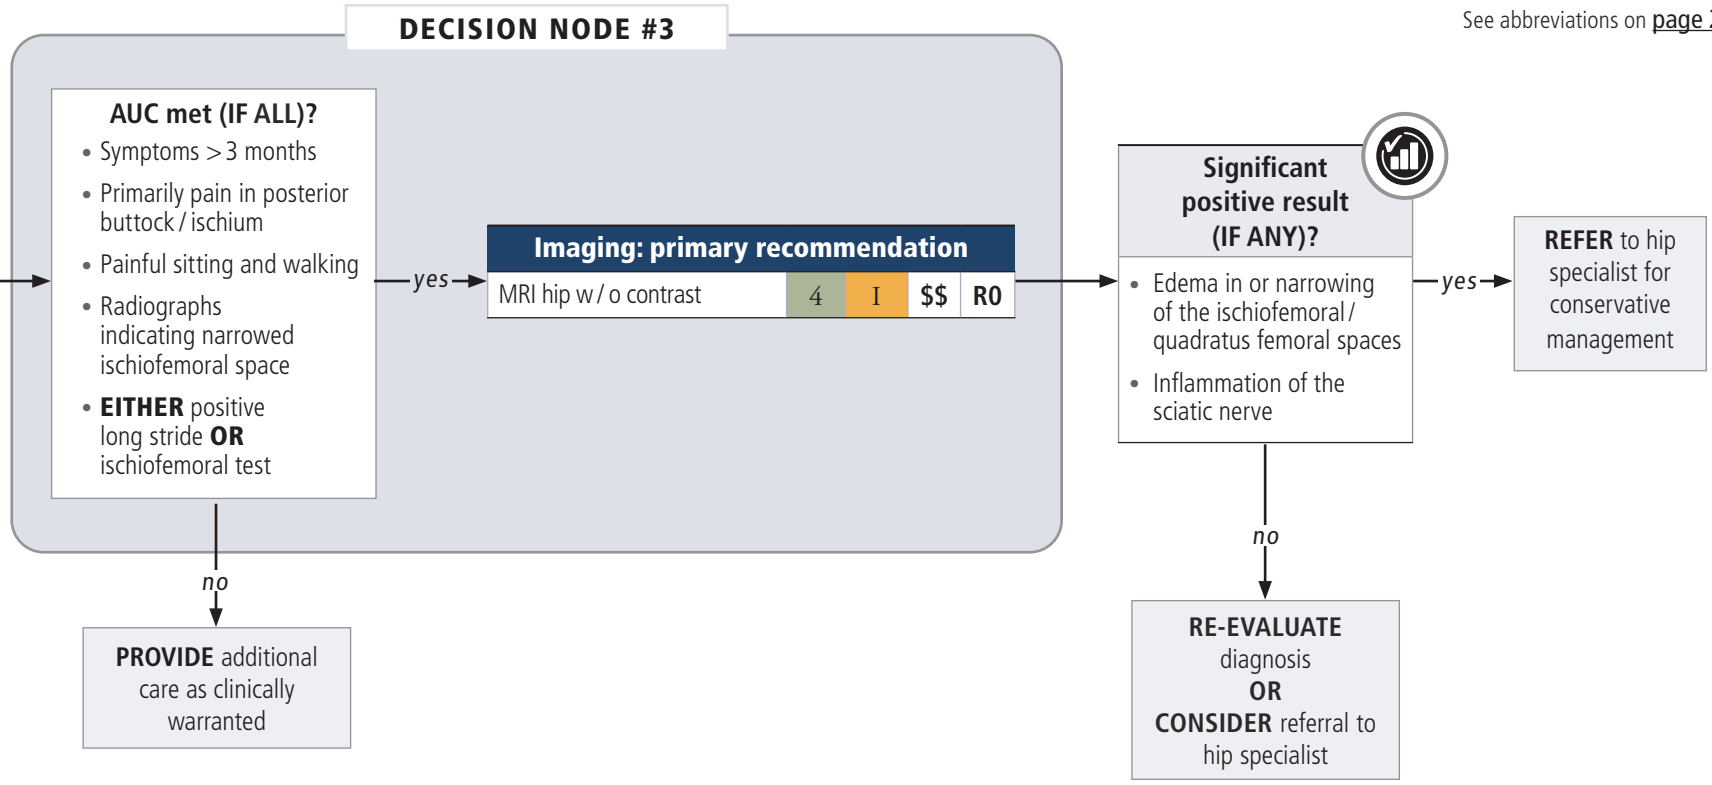 DECISION NODE #3
See abbreviations on page 2
AUC met (IF ALL)?
• Symptoms > 3 months
• Primarily pain in posterior
buttock / ischium
• Painful sitting and walking
• Radiographs
indicating narrowed
ischiofemoral space
• EITHER positive
long stride OR
ischiofemoral test
yes
Imaging: primary recommendation
MRI hip w / o contrast 4 I $$ R0
Significant
positive result
(IF ANY)?
• Edema in or narrowing
of the ischiofemoral /
quadratus femoral spaces
• Inflammation of the
sciatic nerve
yes
REFER to hip
specialist for
conservative
management
no
PROVIDE additional
care as clinically
warranted
no
RE-EVALUATE
diagnosis
OR
CONSIDER referral to
hip specialist